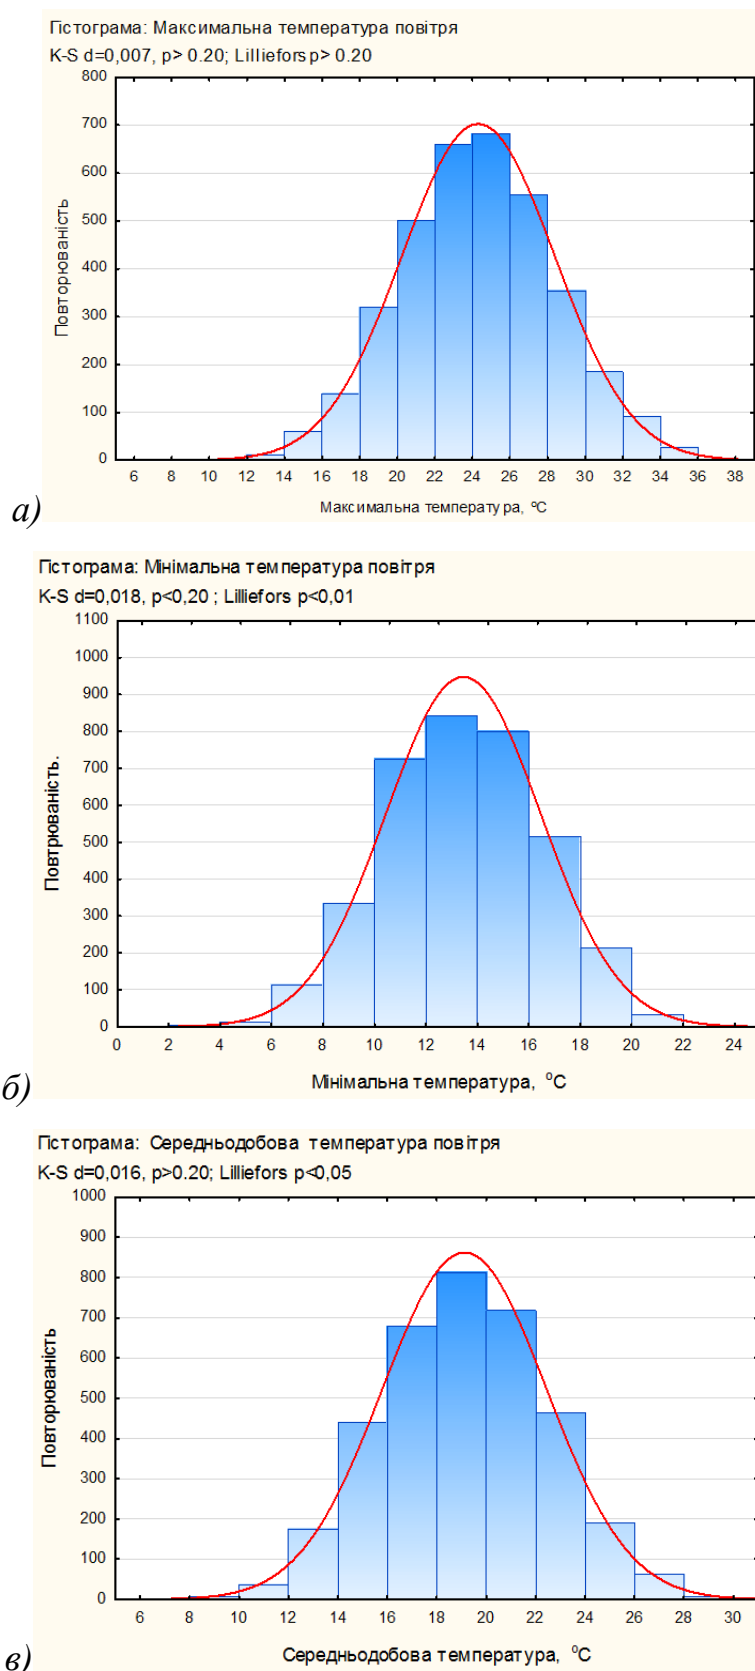 Гістограма: Максимальна температура повітря
K-S d=0,007, p> 0.20; Lilliefors p> 0.20
800
700
600
500
400
300
200
100
0
Повторюваність
6 8 10 12 14 16 18 20 22 24 26 28 30 32 34 36 38
Максимальна температура, ºC
а)
Гістограма: Мінімальна температура повітря
K-S d=0,018, p<0,20 ; Lilliefors p<0,01
1100
1000
900
800
700
600
500
400
300
200
100
0
Повтрюваність.
0 2 4 6 8 10 12 14 16 18 20 22 24
Мінімальна температура, ºC
б)
Гістограма: Середньодобова температура повітря
K-S d=0,016, p>0.20; Lilliefors p<0,05
1000
900
800
700
600
500
400
300
200
100
0
Повторюваність
6 8 10 12 14 16 18 20 22 24 26 28 30
Середньодобова температура, ºC
в)